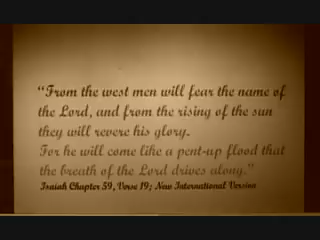 “From the west men will fear the name of
the Lord, and from the rising of the sun
they will revere his glory.
For he will come like a pent-up flood that
the breath of the Lord drives along.”
Isaiah Chapter 59, Verse 19; New International Version